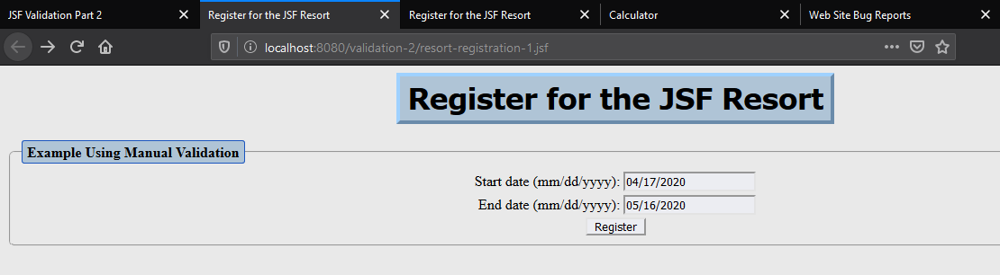 JSF Validation Part 2
Register for the JSF Resort
Register for the JSF Resort
Calculator
Web Site Bug Reports
localhost:8080/validation-2/resort-registration-1.jsf
Register for the JSF Resort
Example Using Manual Validation
Start date (mm/dd/yyyy): 04/17/2020
End date (mm/dd/yyyy): 05/16/2020
Register